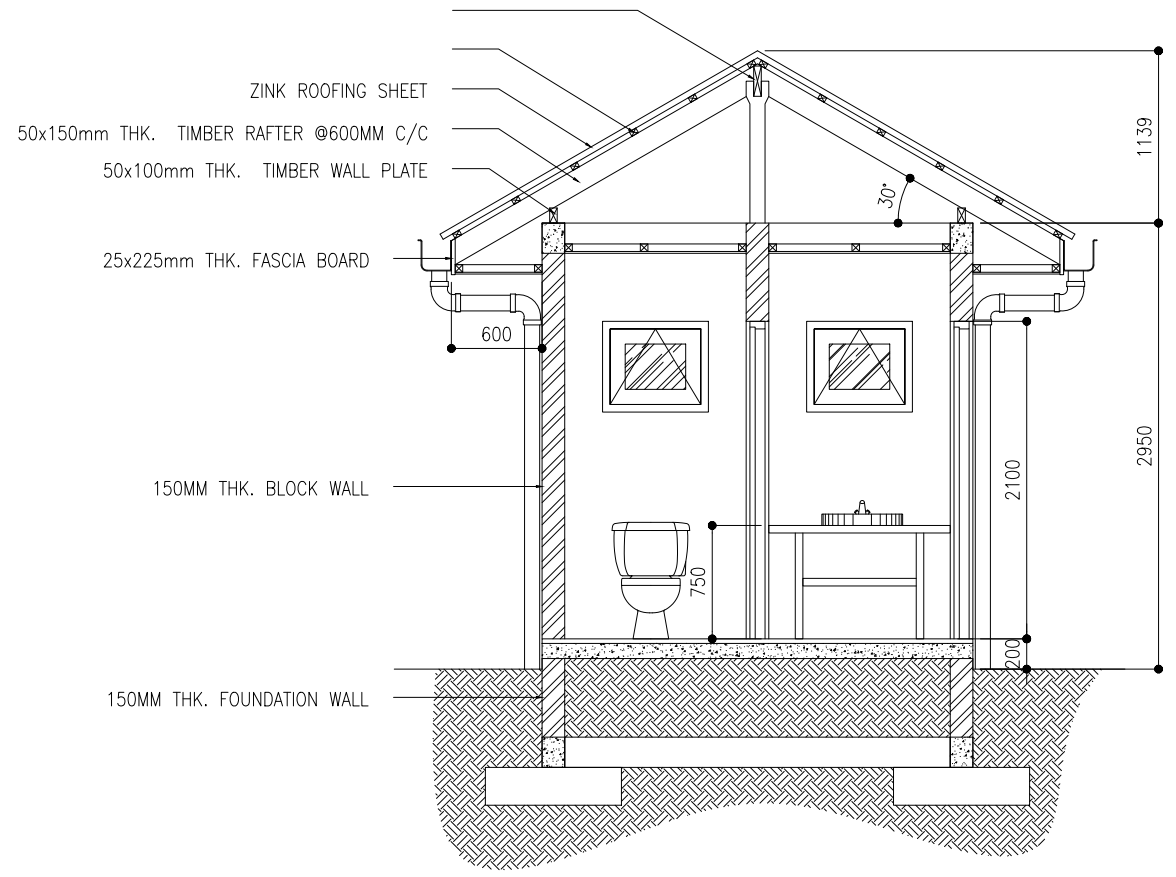 ZINK ROOFING SHEET
50x150mm THK. TIMBER RAFTER @600MM C/C
50x100mm THK. TIMBER WALL PLATE
25x225mm THK. FASCIA BOARD
150MM THK. BLOCK WALL
150MM THK. FOUNDATION WALL
600
30°
750
2100
200
1139
2950